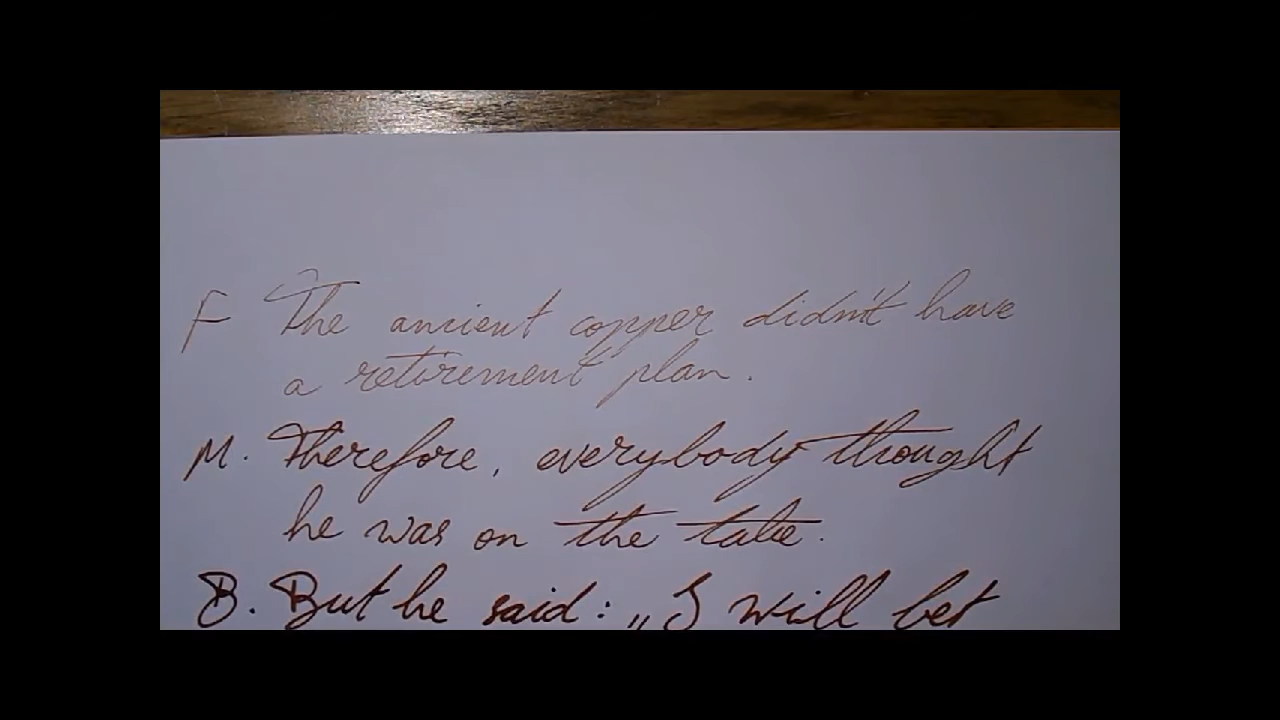 F The ancient copper didn't have
a retirement plan.
M. Therefore, everybody thought
he was on the take.
B. But he said: „I will bet